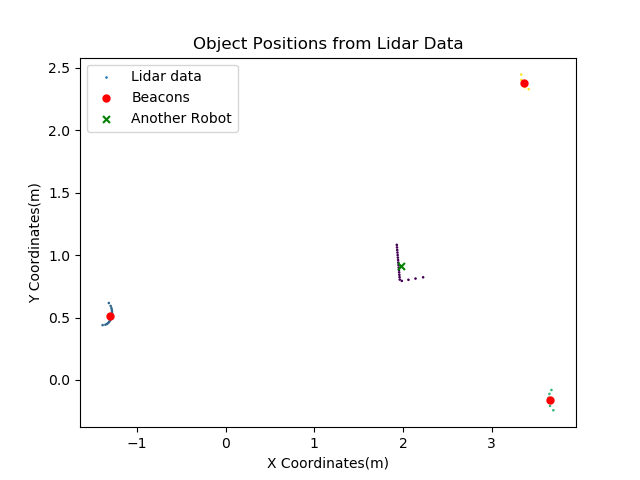 Object Positions from Lidar Data
Lidar data
Beacons
Another Robot
2.5
2.0
1.5
1.0
0.5
0.0
Y Coordinates(m)
−1
0
1
2
3
X Coordinates(m)